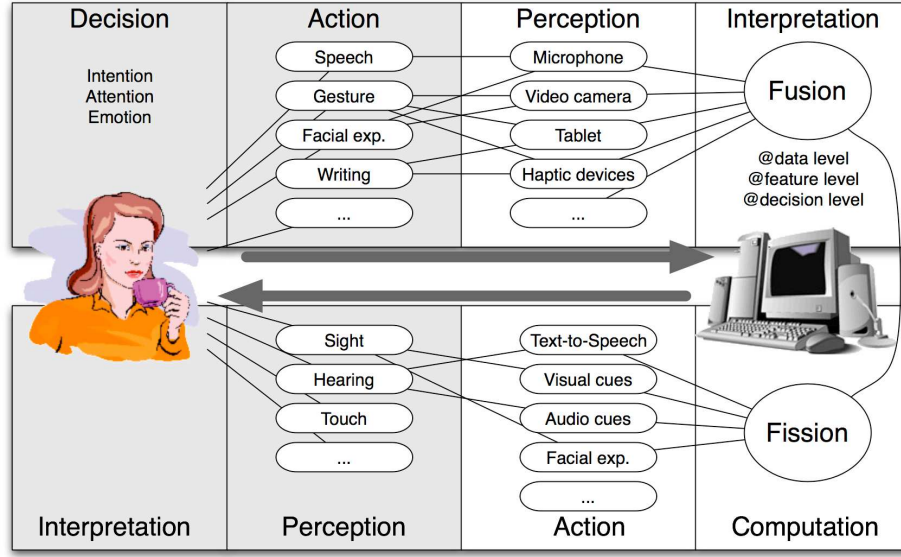 Decision
Action
Perception
Interpretation
Intention
Attention
Emotion
Speech
Gesture
Facial exp.
Writing
...
Microphone
Video camera
Tablet
Haptic devices
...
Fusion
@data level
@feature level
@decision level
Sight
Hearing
Touch
...
Text-to-Speech
Visual cues
Audio cues
Facial exp.
...
Fission
Interpretation
Perception
Action
Computation